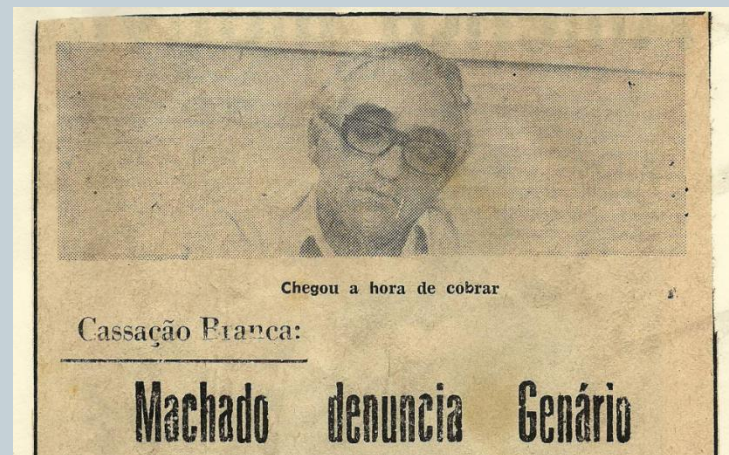 Chegou a hora de cobrar
Cassação Branca:
Machado denuncia Genário